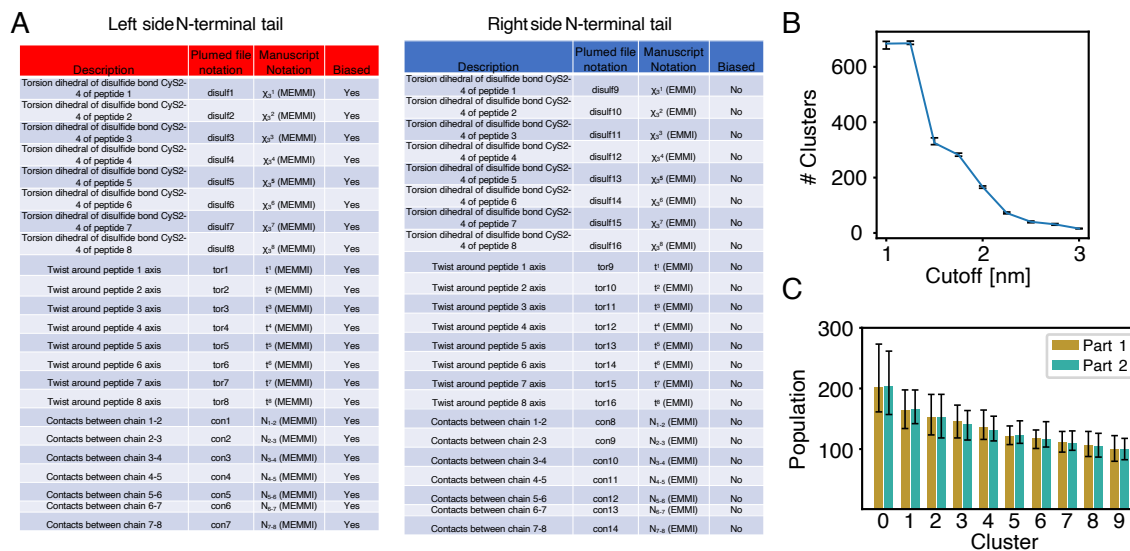 A
Left side N-terminal tail
Description Plumed file notation Manuscript Notation Biased
Torsion dihedral of disulfide bond CyS2-4 of peptide 1 disulf1 χ₃¹ (MEMMI) Yes
Torsion dihedral of disulfide bond CyS2-4 of peptide 2 disulf2 χ₃² (MEMMI) Yes
Torsion dihedral of disulfide bond CyS2-4 of peptide 3 disulf3 χ₃³ (MEMMI) Yes
Torsion dihedral of disulfide bond CyS2-4 of peptide 4 disulf4 χ₃⁴ (MEMMI) Yes
Torsion dihedral of disulfide bond CyS2-4 of peptide 5 disulf5 χ₃⁵ (MEMMI) Yes
Torsion dihedral of disulfide bond CyS2-4 of peptide 6 disulf6 χ₃⁶ (MEMMI) Yes
Torsion dihedral of disulfide bond CyS2-4 of peptide 7 disulf7 χ₃⁷ (MEMMI) Yes
Torsion dihedral of disulfide bond CyS2-4 of peptide 8 disulf8 χ₃⁸ (MEMMI) Yes
Twist around peptide 1 axis tor1 t¹ (MEMMI) Yes
Twist around peptide 2 axis tor2 t² (MEMMI) Yes
Twist around peptide 3 axis tor3 t³ (MEMMI) Yes
Twist around peptide 4 axis tor4 t⁴ (MEMMI) Yes
Twist around peptide 5 axis tor5 t⁵ (MEMMI) Yes
Twist around peptide 6 axis tor6 t⁶ (MEMMI) Yes
Twist around peptide 7 axis tor7 t⁷ (MEMMI) Yes
Twist around peptide 8 axis tor8 t⁸ (MEMMI) Yes
Contacts between chain 1-2 con1 N₁₋₂ (MEMMI) Yes
Contacts between chain 2-3 con2 N₂₋₃ (MEMMI) Yes
Contacts between chain 3-4 con3 N₃₋₄ (MEMMI) Yes
Contacts between chain 4-5 con4 N₄₋₅ (MEMMI) Yes
Contacts between chain 5-6 con5 N₅₋₆ (MEMMI) Yes
Contacts between chain 6-7 con6 N₆₋₇ (MEMMI) Yes
Contacts between chain 7-8 con7 N₇₋₈ (MEMMI) Yes
Right side N-terminal tail
Description Plumed file notation Manuscript Notation Biased
Torsion dihedral of disulfide bond CyS2-4 of peptide 1 disulf9 χ₃¹ (EMMI) No
Torsion dihedral of disulfide bond CyS2-4 of peptide 2 disulf10 χ₃² (EMMI) No
Torsion dihedral of disulfide bond CyS2-4 of peptide 3 disulf11 χ₃³ (EMMI) No
Torsion dihedral of disulfide bond CyS2-4 of peptide 4 disulf12 χ₃⁴ (EMMI) No
Torsion dihedral of disulfide bond CyS2-4 of peptide 5 disulf13 χ₃⁵ (EMMI) No
Torsion dihedral of disulfide bond CyS2-4 of peptide 6 disulf14 χ₃⁶ (EMMI) No
Torsion dihedral of disulfide bond CyS2-4 of peptide 7 disulf15 χ₃⁷ (EMMI) No
Torsion dihedral of disulfide bond CyS2-4 of peptide 8 disulf16 χ₃⁸ (EMMI) No
Twist around peptide 1 axis tor9 t¹ (EMMI) No
Twist around peptide 2 axis tor10 t² (EMMI) No
Twist around peptide 3 axis tor11 t³ (EMMI) No
Twist around peptide 4 axis tor12 t⁴ (EMMI) No
Twist around peptide 5 axis tor13 t⁵ (EMMI) No
Twist around peptide 6 axis tor14 t⁶ (EMMI) No
Twist around peptide 7 axis tor15 t⁷ (EMMI) No
Twist around peptide 8 axis tor16 t⁸ (EMMI) No
Contacts between chain 1-2 con8 N₁₋₂ (EMMI) No
Contacts between chain 2-3 con9 N₂₋₃ (EMMI) No
Contacts between chain 3-4 con10 N₃₋₄ (EMMI) No
Contacts between chain 4-5 con11 N₄₋₅ (EMMI) No
Contacts between chain 5-6 con12 N₅₋₆ (EMMI) No
Contacts between chain 6-7 con13 N₆₋₇ (EMMI) No
Contacts between chain 7-8 con14 N₇₋₈ (EMMI) No
B
# Clusters
600
400
200
0
1 2 3
Cutoff [nm]
C
Population
300
200
100
Part 1
Part 2
0 1 2 3 4 5 6 7 8 9
Cluster